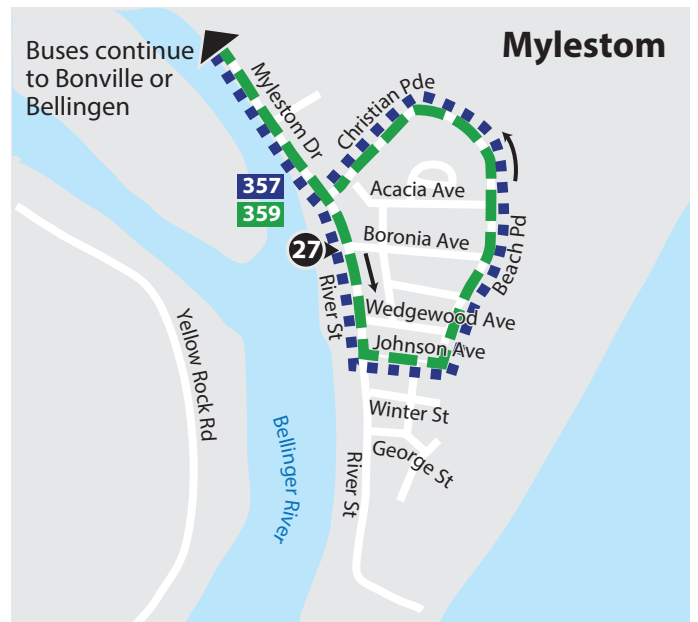 Mylestom
Buses continue
to Bonville or
Bellingen
Mylestom Dr
Christian Pde
357
359
Acacia Ave
27
Boronia Ave
Beach Pd
River St
Wedgewood Ave
Johnson Ave
Yellow Rock Rd
Winter St
Bellinger River
George St
River St